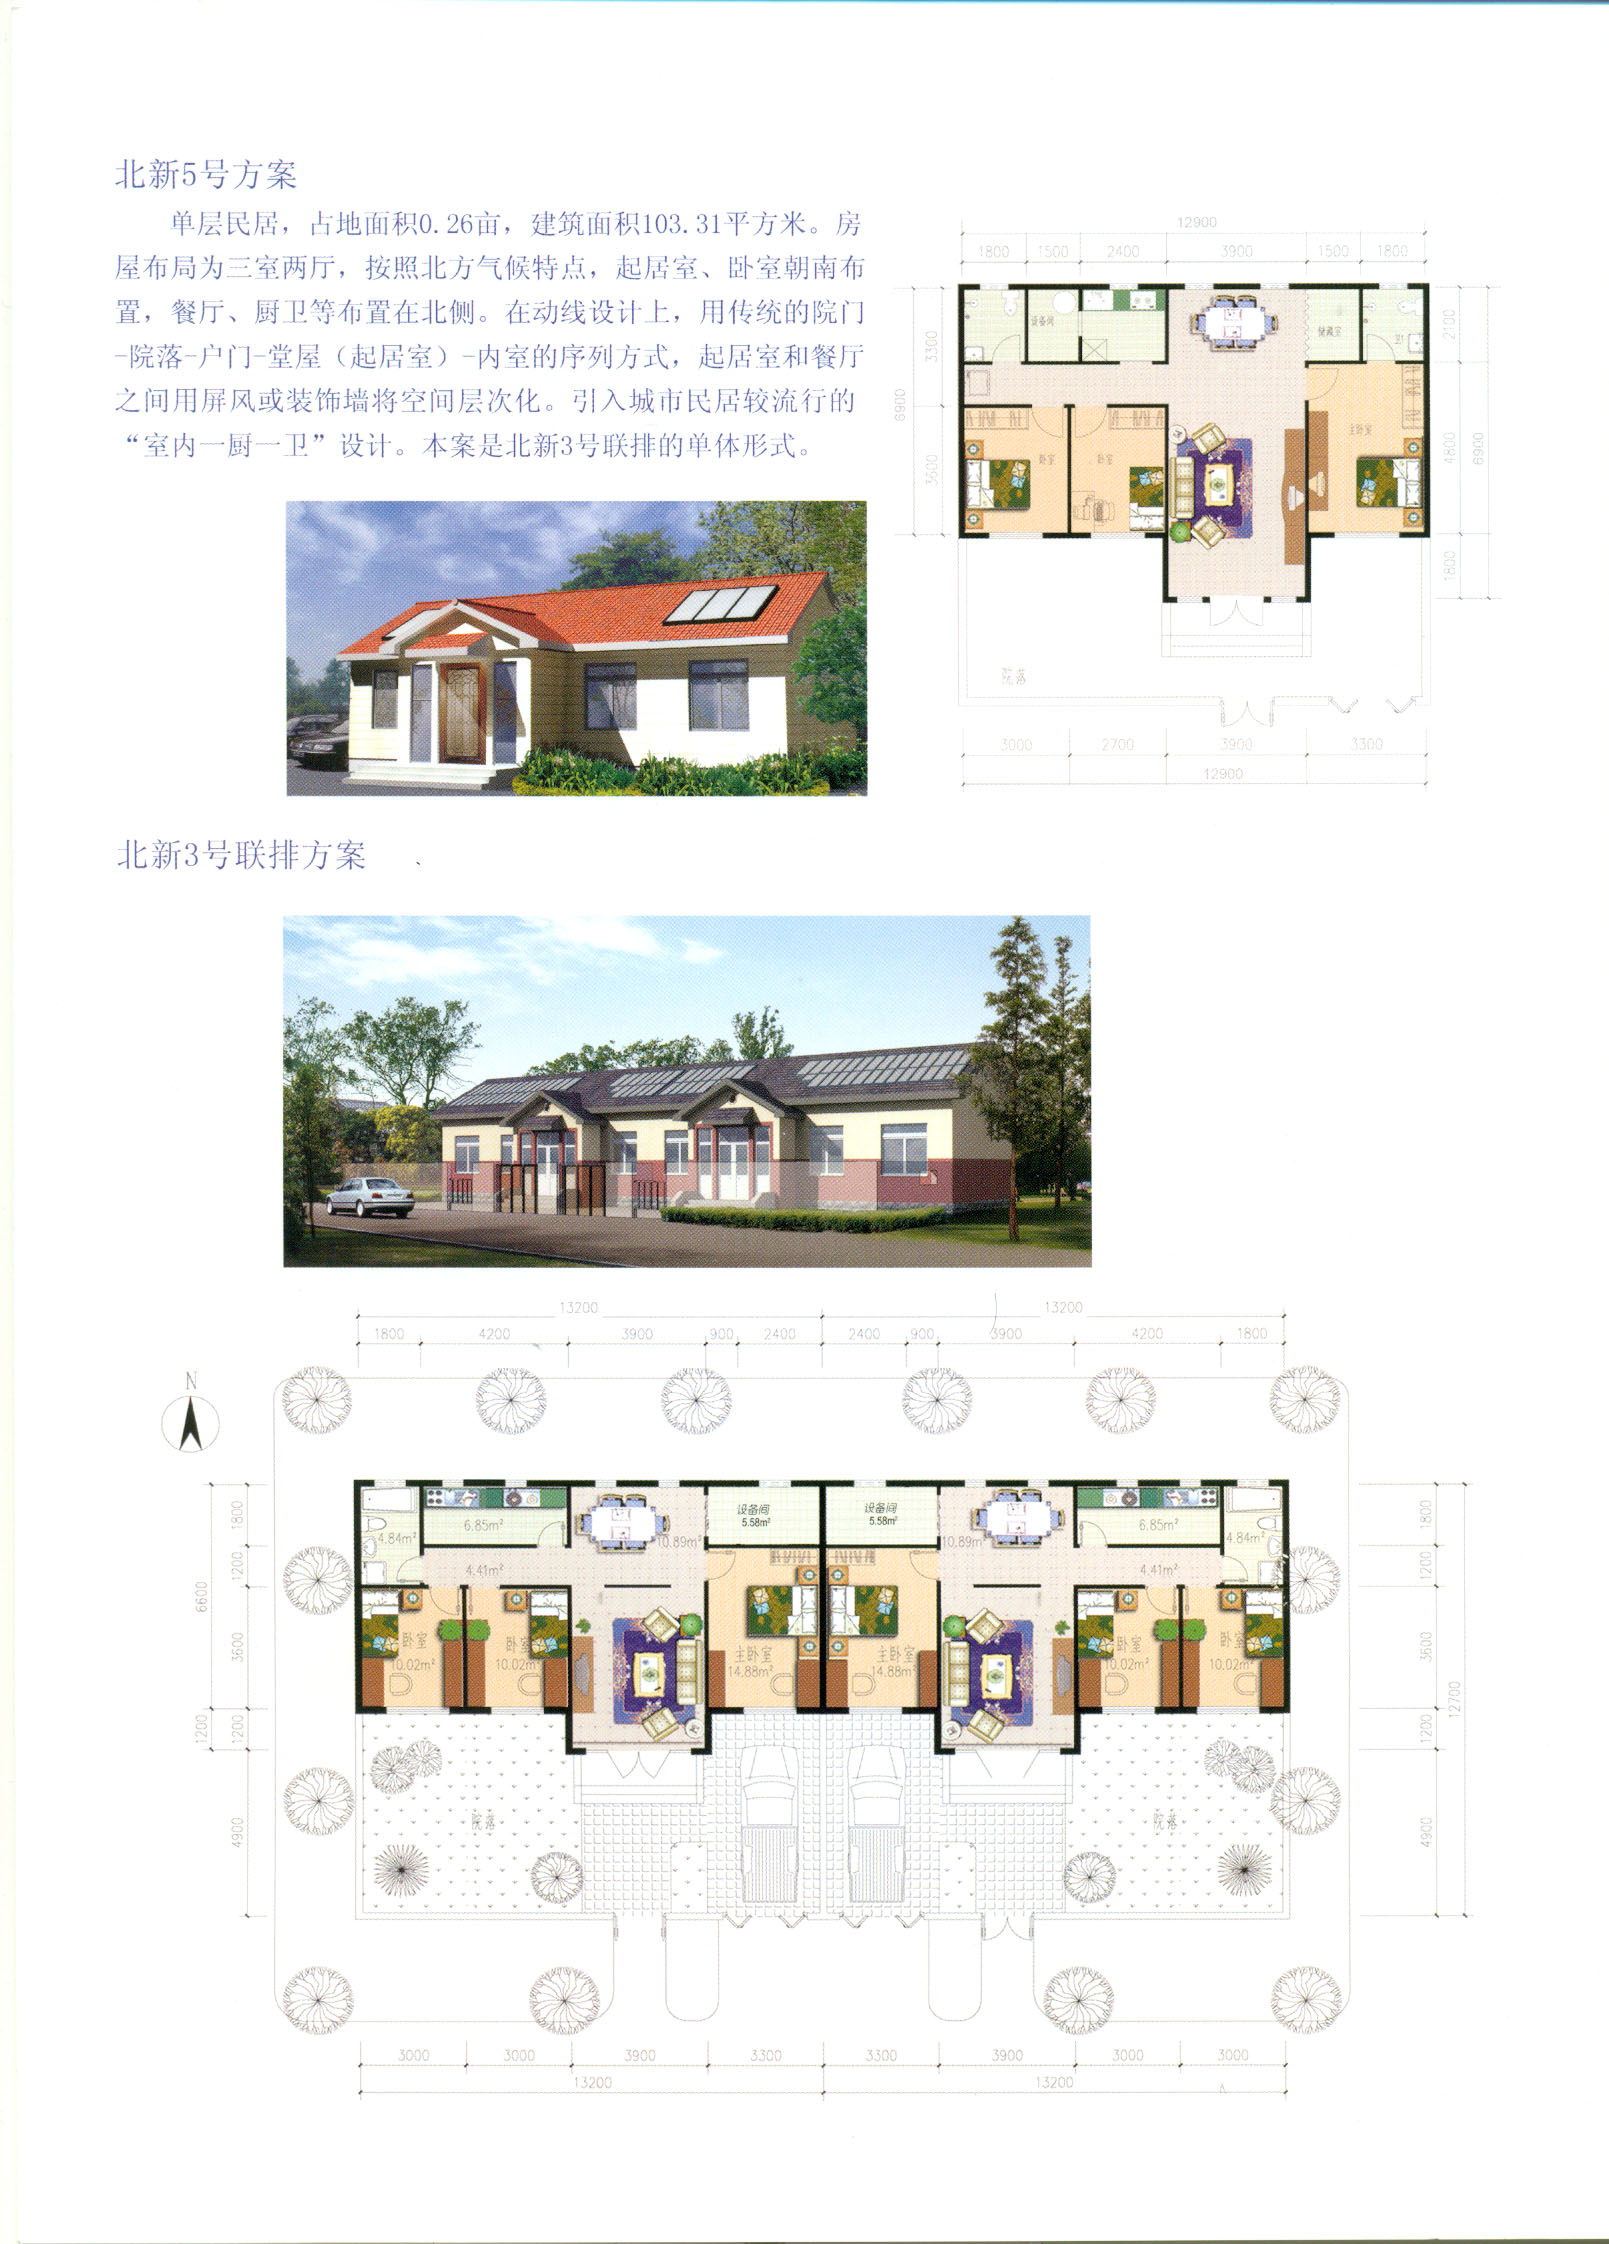 北新5号方案
单层民居，占地面积0.26亩，建筑面积103.31平方米。房
屋布局为三室两厅，按照北方气候特点，起居室、卧室朝南布
置，餐厅、厨卫等布置在北侧。在动线设计上，用传统的院门
-院落-户门-堂屋（起居室）-内室的序列方式，起居室和餐厅
之间用屏风或装饰墙将空间层次化。引入城市民居较流行的
“室内一厨一卫”设计。本案是北新3号联排的单体形式。
12900
1800 1500 2400 3900 1500 1800
设备间 储藏室 卫
3300 2100
6900
主卧室
卧室 卧室
3600 4800 6900
1800
院落
3000 2700 3900 3300
12900
北新3号联排方案
13200 13200
1800 4200 3900 900 2400 2400 900 3900 4200 1800
N
1800 设备间 设备间 1800
6.85m² 5.58m² 5.58m² 6.85m²
4.84m² 10.89m² 10.89m² 4.84m²
1200 4.41m² 4.41m² 1200
6600
3600 卧室 卧室 主卧室 主卧室 卧室 卧室 3600
10.02m² 10.02m² 14.88m² 14.88m² 10.02m² 10.02m²
12700
1200 1200 1200
院落 院落
4900 4900
3000 3000 3900 3300 3300 3900 3000 3000
13200 13200